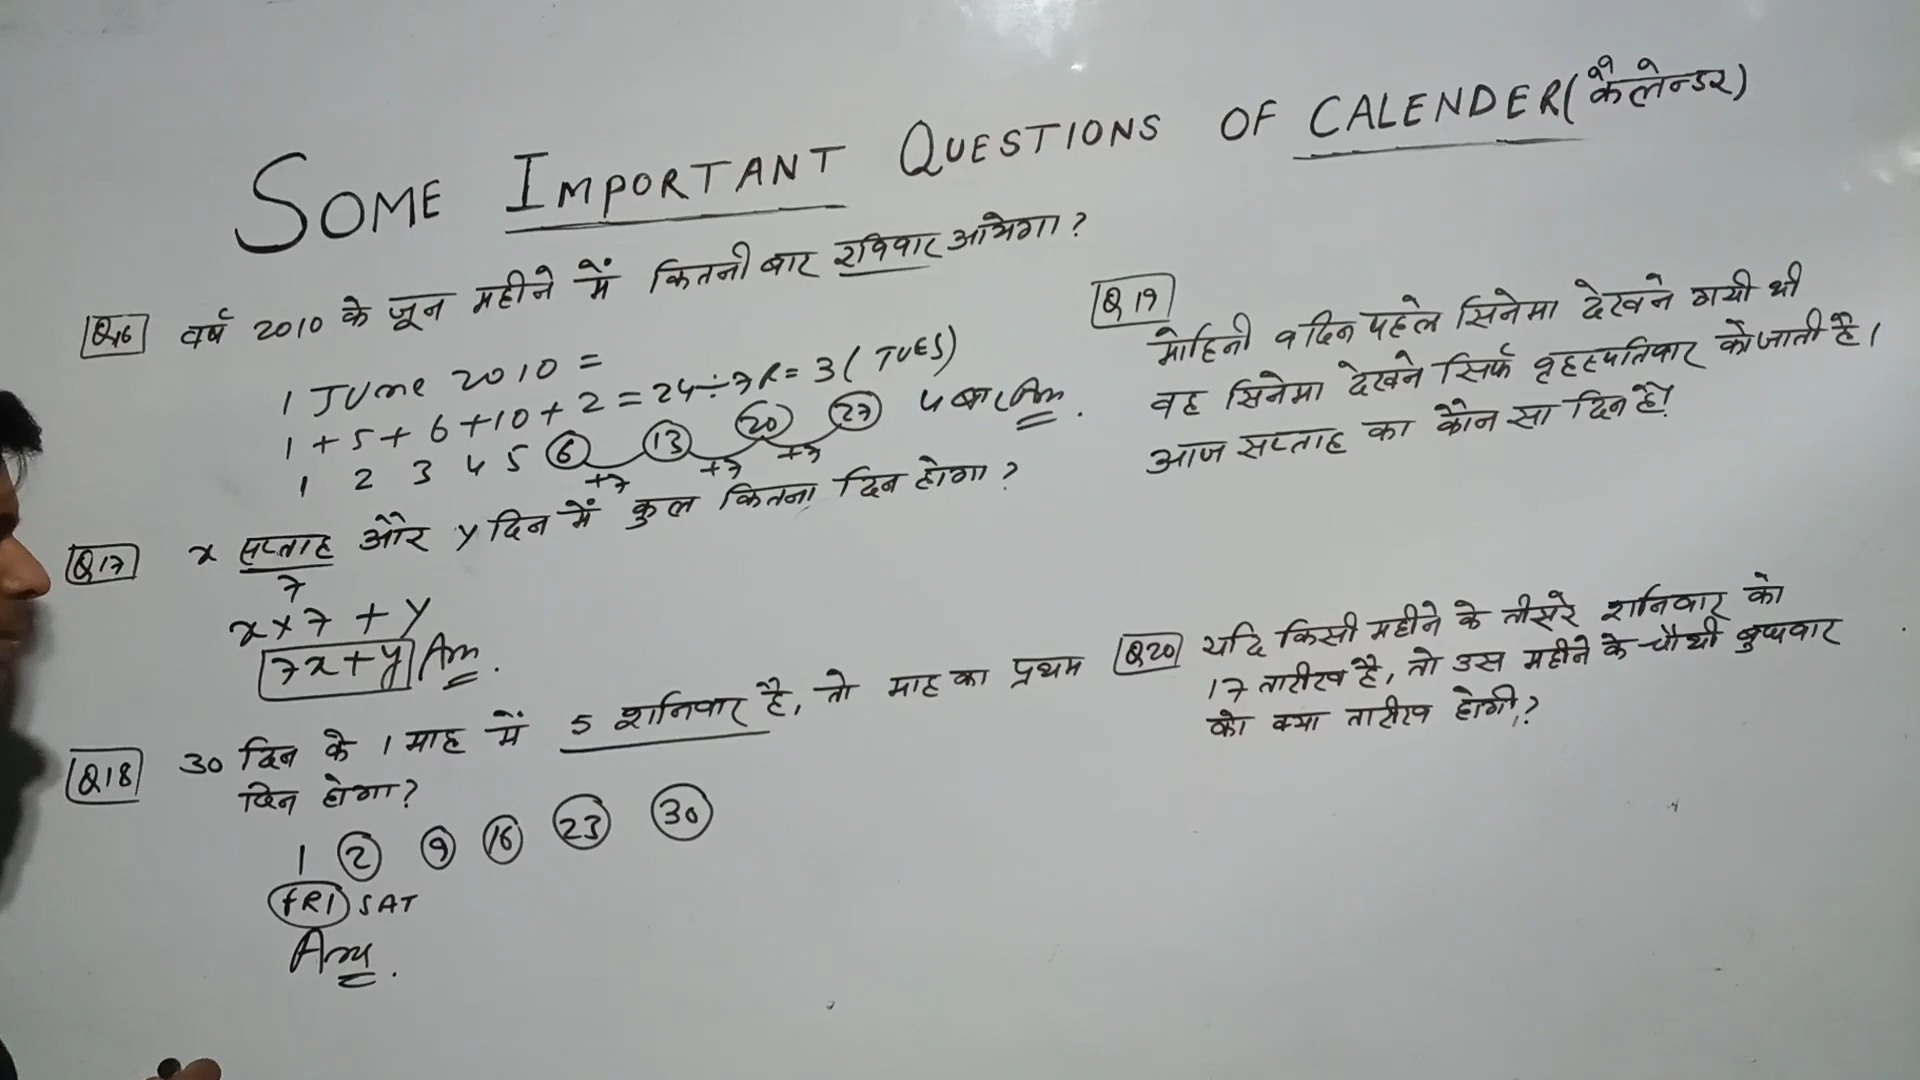 SOME IMPORTANT QUESTIONS OF CALENDER (कैलेन्डर)
Q16 वर्ष 2010 के जून महीने में कितनी बार रविवार आयेगा?
1 JUne 2010 =
1 + 5 + 6 + 10 + 2 = 24 ÷ 7 R = 3 ( TUES)
1 2 3 4 5 6 13 20 27 4 बार Ans.
+7 +7 +7
Q17 x सप्ताह और y दिन में कुल कितना दिन होगा?
7
x × 7 + y
7x + y Ans.
Q18 30 दिन के 1 माह में 5 शनिवार है, तो माह का प्रथम
दिन होगा?
1 2 9 16 23 30
FRI SAT
Ans.
Q19
मोहिनी 9 दिन पहले सिनेमा देखने गयी थी
वह सिनेमा देखने सिर्फ वृहस्पतिवार को जाती है।
आज सप्ताह का कौन सा दिन है?
Q20 यदि किसी महीने के तीसरे शनिवार को
17 तारीख है, तो उस महीने के चौथी बुधवार
को क्या तारीख होगी?